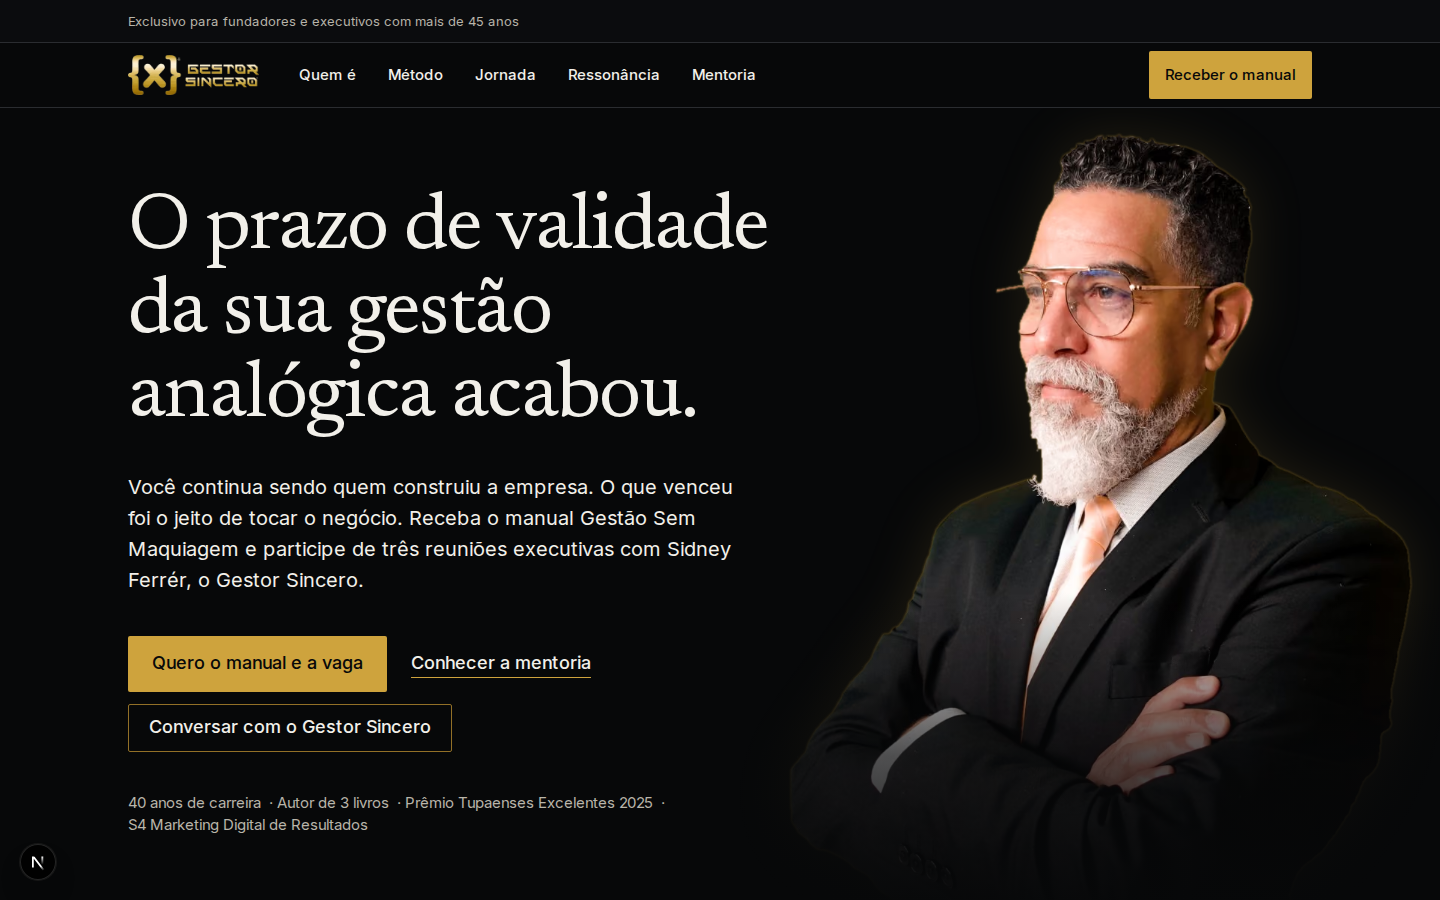 Exclusivo para fundadores e executivos com mais de 45 anos
{X} GESTOR SINCERO
Quem é
Método
Jornada
Ressonância
Mentoria
Receber o manual
O prazo de validade
da sua gestão
analógica acabou.
Você continua sendo quem construiu a empresa. O que venceu
foi o jeito de tocar o negócio. Receba o manual Gestão Sem
Maquiagem e participe de três reuniões executivas com Sidney
Ferrér, o Gestor Sincero.
Quero o manual e a vaga
Conhecer a mentoria
Conversar com o Gestor Sincero
40 anos de carreira · Autor de 3 livros · Prêmio Tupaenses Excelentes 2025 ·
S4 Marketing Digital de Resultados
N